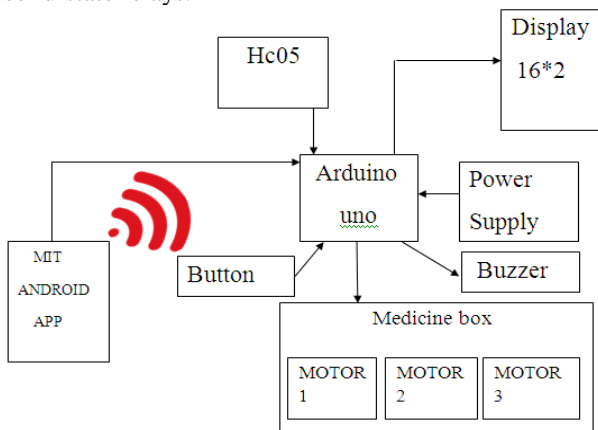 Hc05
Display
16*2
Arduino
uno
Power
Supply
MIT
ANDROID
APP
Button
Buzzer
Medicine box
MOTOR
1
MOTOR
2
MOTOR
3